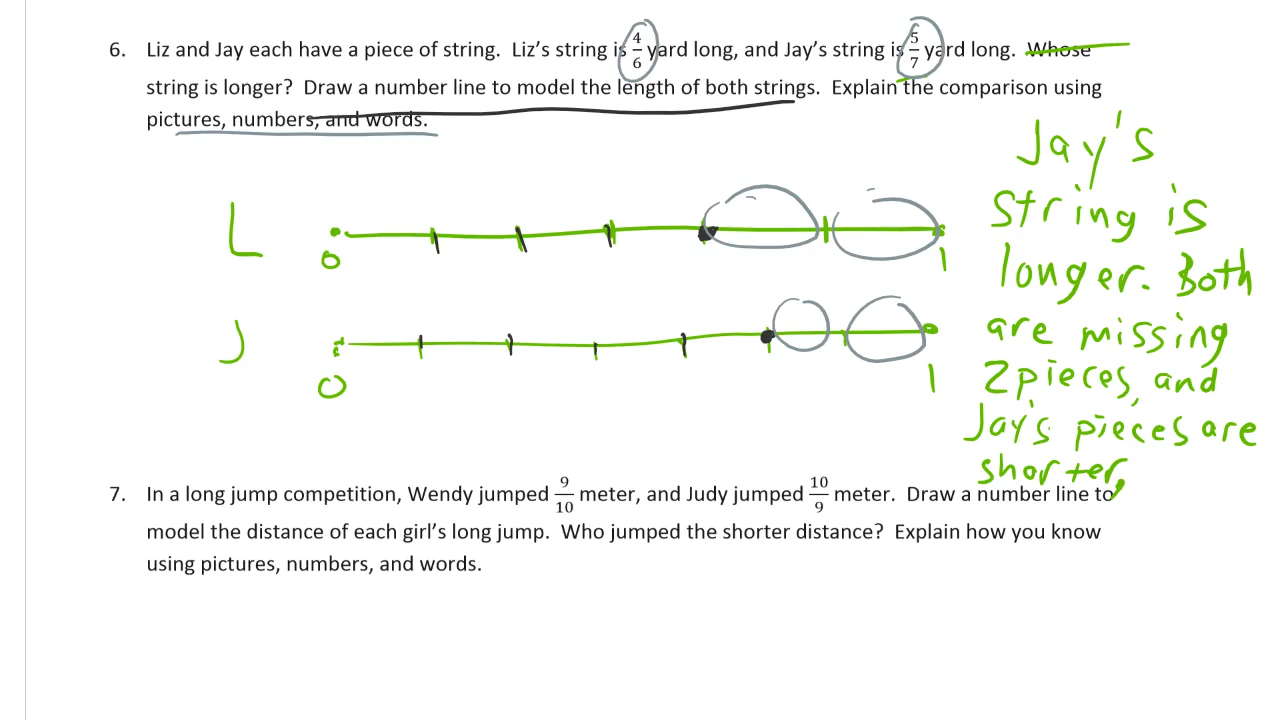 6. Liz and Jay each have a piece of string. Liz's string is 4/6 yard long, and Jay's string is 5/7 yard long. Whose
string is longer? Draw a number line to model the length of both strings. Explain the comparison using
pictures, numbers, and words.
Jay's
string is
longer. Both
are missing
2 pieces, and
Jay's pieces are
shorter.
L
0
1
J
0
1
7. In a long jump competition, Wendy jumped 9/10 meter, and Judy jumped 10/9 meter. Draw a number line to
model the distance of each girl's long jump. Who jumped the shorter distance? Explain how you know
using pictures, numbers, and words.